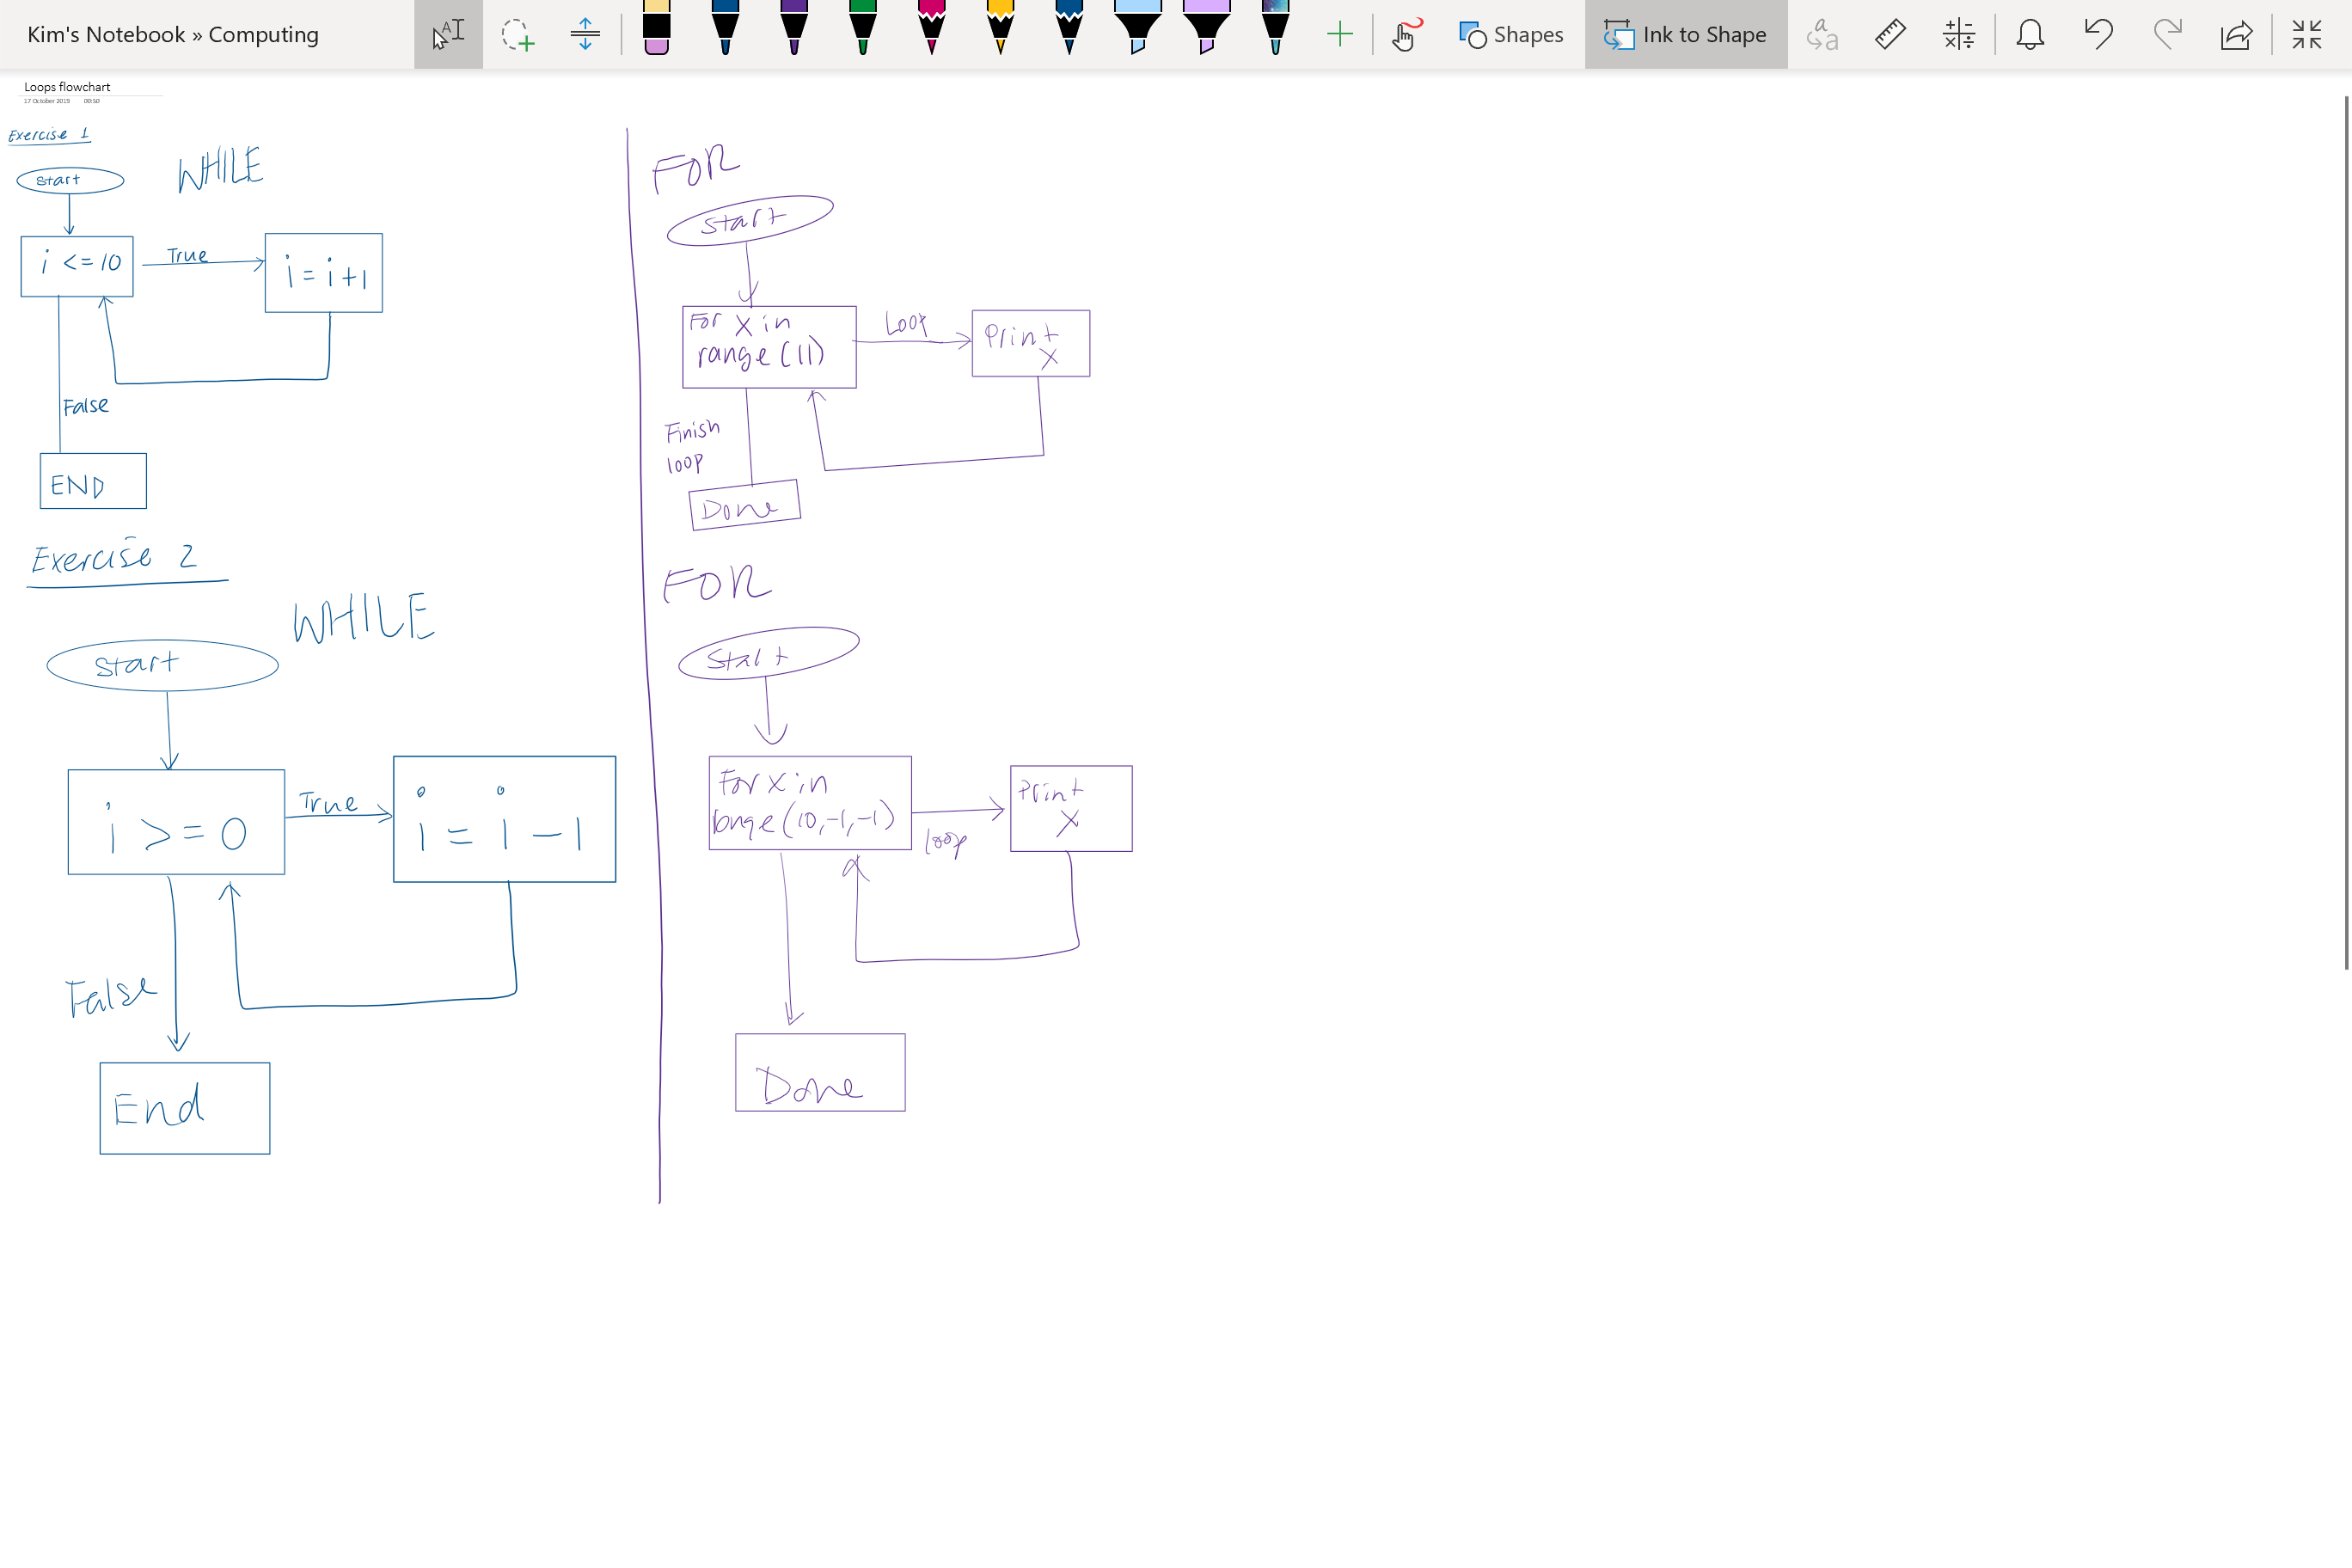 Kim's Notebook » Computing
Shapes
Ink to Shape
Loops flowchart
17 October 2019 00:50
Exercise 1
WHILE
Start
i <= 10
True
i = i + 1
False
END
Exercise 2
WHILE
Start
i >= 0
True
i = i - 1
False
End
FOR
Start
For X in
range (11)
Loop
Print
X
Finish
loop
Done
FOR
Start
For X in
(10,-1,-1)
loop
Print
X
Done